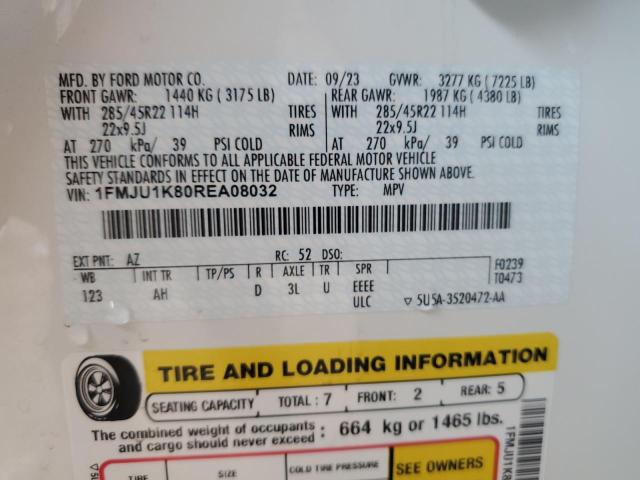 MFD. BY FORD MOTOR CO. DATE: 09/23 GVWR: 3277 KG (7225 LB)
FRONT GAWR: 1440 KG (3175 LB) REAR GAWR: 1987 KG (4380 LB)
WITH 285/45R22 114H TIRES WITH 285/45R22 114H TIRES
22x9.5J RIMS 22x9.5J RIMS
AT 270 kPa/ 39 PSI COLD AT 270 kPa/ 39 PSI COLD
THIS VEHICLE CONFORMS TO ALL APPLICABLE FEDERAL MOTOR VEHICLE
SAFETY STANDARDS IN EFFECT ON THE DATE OF MANUFACTURE SHOWN ABOVE.
VIN: 1FMJU1K80REA08032 TYPE: MPV
EXT PNT: AZ RC: 52 DSO: F0239
WB INT TR TP/PS R AXLE TR SPR T0473
123 AH D 3L U EEEE
ULC ▽ 5U5A-3520472-AA
TIRE AND LOADING INFORMATION
SEATING CAPACITY TOTAL : 7 FRONT: 2 REAR: 5
The combined weight of occupants and cargo should never exceed : 664 kg or 1465 lbs.
TIRE SIZE COLD TIRE PRESSURE SEE OWNERS
1FMJU1K8